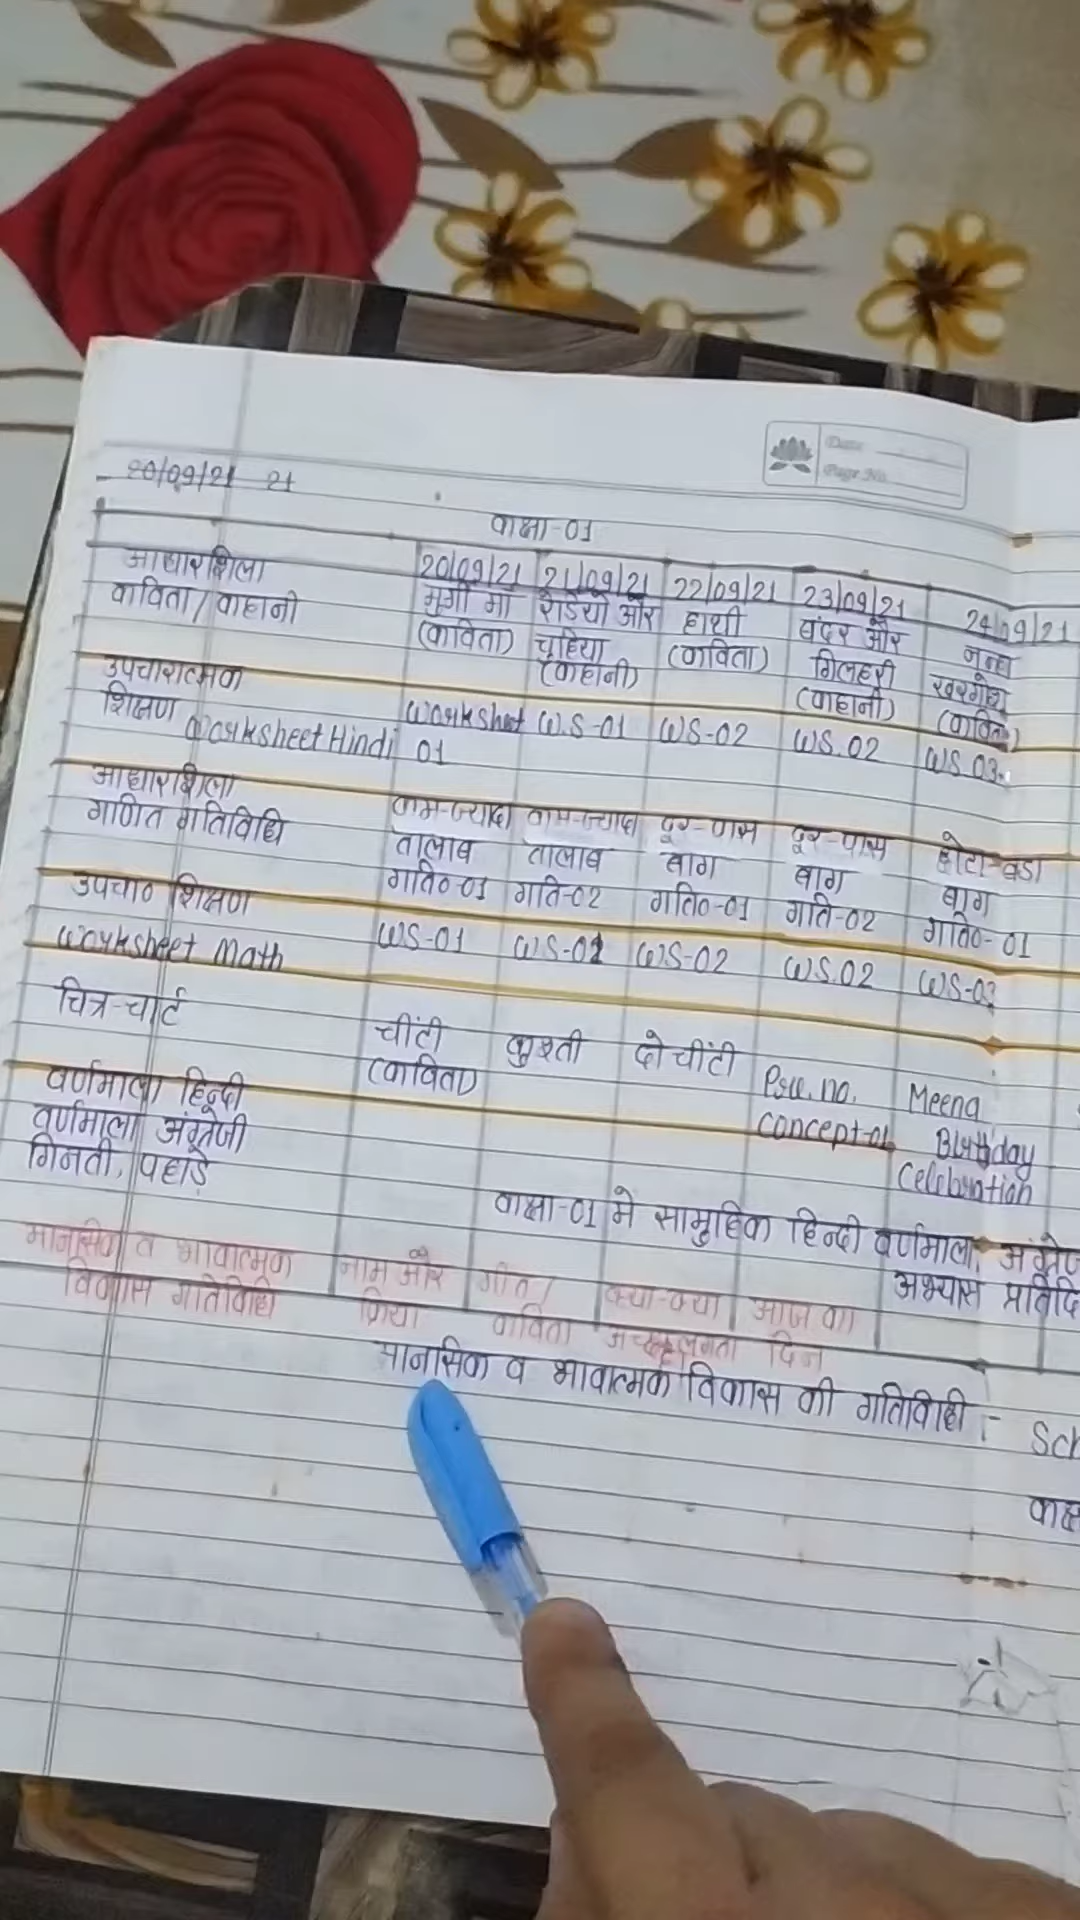 Date
Page No.
20/09/21 21
कक्षा-01
आधारशिला 20/09/21 21/09/21 22/09/21 23/09/21 24/09/21
कविता/कहानी मुर्गी माँ रेडियो और हाथी बंदर और नन्हा
(कविता) चुहिया (कविता) गिलहरी खरगोश
(कहानी) (कहानी) (कविता)
उपचारात्मक
शिक्षण Worksheet W.S-01 WS-02 WS.02 WS.03
Worksheet Hindi 01
आधारशिला कम-ज्यादा कम-ज्यादा दूर-पास दूर-पास छोटा-बडा
गणित गतिविधि तालाब तालाब बाग बाग बाग
गति०-01 गति-02 गति०-01 गति-02 गति०-01
उपचा० शिक्षण
Worksheet Math WS-01 WS-01 WS-02 WS.02 WS-03
चित्र-चार्ट चींटी कुश्ती दो चींटी Meena
(कविता) concept-01 Birthday
Celebration
वर्णमाला हिन्दी
वर्णमाला अंग्रेजी
गिनती, पहाड़े
कक्षा-01 में सामुहिक हिन्दी वर्णमाला, अंग्रेज
अभ्यास प्रतिदि
मानसिक व भावात्मक नाम और गीत/ क्या-क्या आज का
विकास गतिविधि क्रिया कविता अच्छा लगता दिन
मानसिक व भावात्मक विकास की गतिविधी :-
Sch
कक्ष